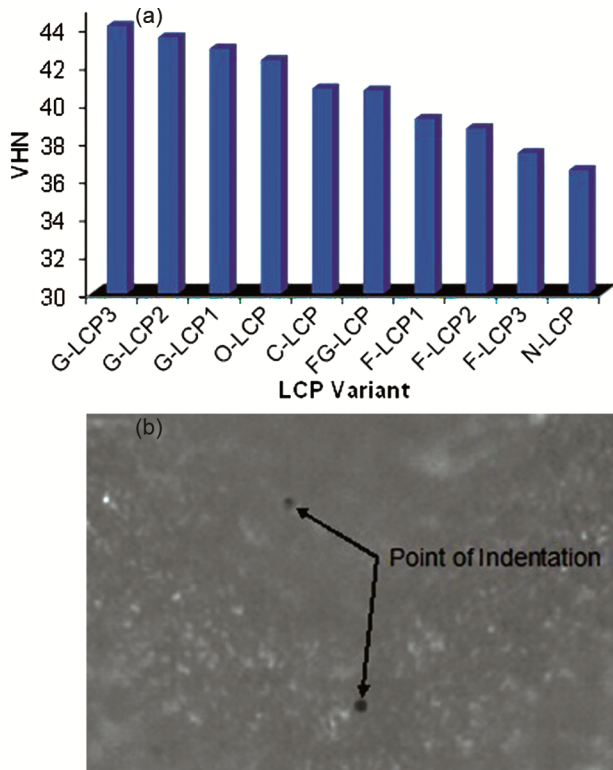 (a)
44
42
40
38
36
34
32
30
VHN
G-LCP3
G-LCP2
G-LCP1
O-LCP
C-LCP
FG-LCP
F-LCP1
F-LCP2
F-LCP3
N-LCP
LCP Variant
(b)
Point of Indentation